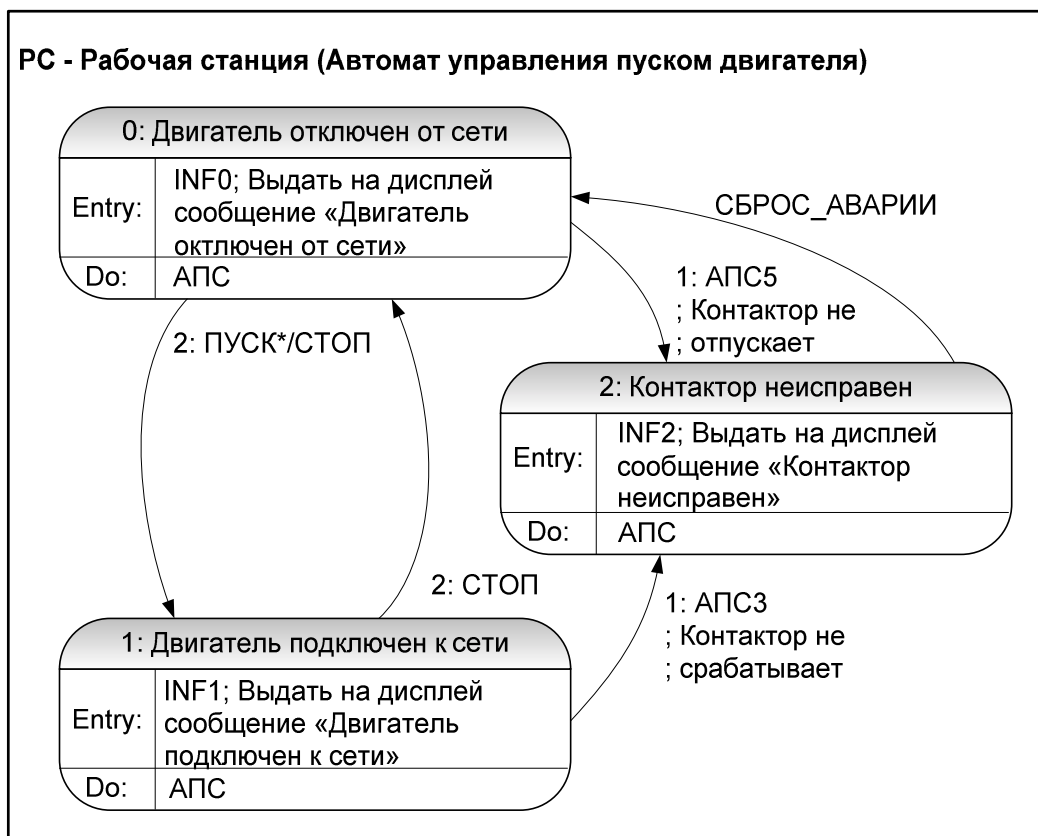 РС - Рабочая станция (Автомат управления пуском двигателя)
0: Двигатель отключен от сети
Entry:
INF0; Выдать на дисплей
сообщение «Двигатель
октлючен от сети»
Do:
АПС
СБРОС_АВАРИИ
1: АПС5
; Контактор не
; отпускает
2: ПУСК*/СТОП
2: Контактор неисправен
Entry:
INF2; Выдать на дисплей
сообщение «Контактор
неисправен»
Do:
АПС
2: СТОП
1: АПС3
; Контактор не
; срабатывает
1: Двигатель подключен к сети
Entry:
INF1; Выдать на дисплей
сообщение «Двигатель
подключен к сети»
Do:
АПС